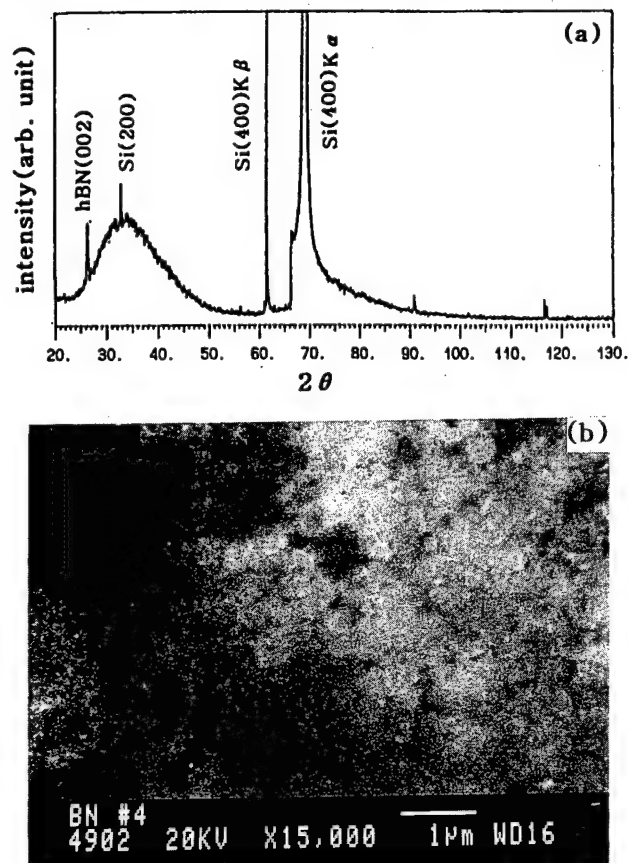 (a)
intensity(arb. unit)
hBN(002)
Si(200)
Si(400)Kβ
Si(400)Kα
20. 30. 40. 50. 60. 70. 80. 90. 100. 110. 120. 130.
2θ
(b)
BN #4
4902 20KV X15,000 1μm WD16